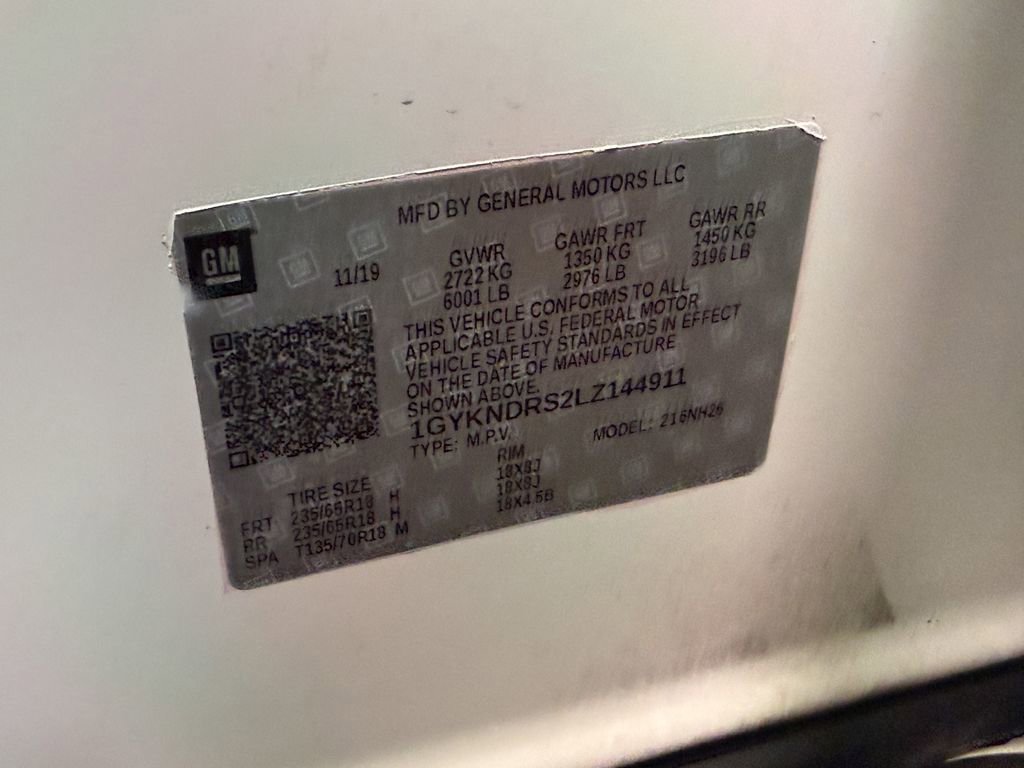 MFD BY GENERAL MOTORS LLC
GM
11/19
GVWR
2722 KG
6001 LB
GAWR FRT
1350 KG
2976 LB
GAWR RR
1450 KG
3196 LB
THIS VEHICLE CONFORMS TO ALL
APPLICABLE U.S. FEDERAL MOTOR
VEHICLE SAFETY STANDARDS IN EFFECT
ON THE DATE OF MANUFACTURE
SHOWN ABOVE.
1GYKNDRS2LZ144911
TYPE: M.P.V. MODEL: 216NH26
TIRE SIZE RIM
FRT 235/65R18 H 18X8J
RR 235/65R18 H 18X8J
SPA T135/70R18 M 18X4.5B